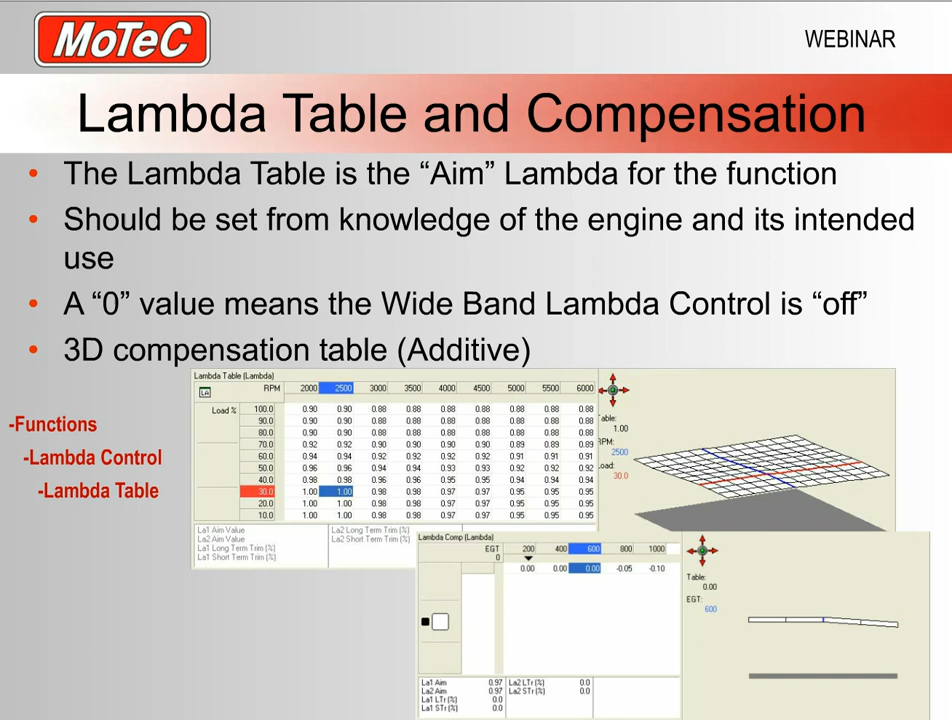 MoTeC
WEBINAR
Lambda Table and Compensation
• The Lambda Table is the “Aim” Lambda for the function
• Should be set from knowledge of the engine and its intended
use
• A “0” value means the Wide Band Lambda Control is “off”
• 3D compensation table (Additive)
-Functions
-Lambda Control
-Lambda Table
Lambda Table (Lambda)
LA
RPM 2000 2500 3000 3500 4000 4500 5000 5500 6000
Load %
100.0 0.90 0.90 0.88 0.88 0.88 0.88 0.88 0.88 0.88
90.0 0.90 0.90 0.88 0.88 0.88 0.88 0.88 0.88 0.88
80.0 0.90 0.90 0.88 0.88 0.88 0.88 0.88 0.88 0.88
70.0 0.92 0.92 0.90 0.90 0.90 0.90 0.89 0.89 0.89
60.0 0.94 0.94 0.92 0.92 0.92 0.92 0.91 0.91 0.91
50.0 0.96 0.96 0.94 0.94 0.93 0.93 0.92 0.92 0.92
40.0 0.98 0.98 0.96 0.96 0.95 0.95 0.94 0.94 0.94
30.0 1.00 1.00 0.98 0.98 0.97 0.97 0.95 0.95 0.95
20.0 1.00 1.00 0.98 0.98 0.97 0.97 0.95 0.95 0.95
10.0 1.00 1.00 0.98 0.98 0.97 0.97 0.95 0.95 0.95
able:
1.00
RPM:
2500
oad:
30.0
La1 Aim Value
La2 Aim Value
La1 Long Term Trim (%)
La1 Short Term Trim (%)
La2 Long Term Trim (%)
La2 Short Term Trim (%)
Lambda Comp (Lambda)
EGT 200 400 600 800 1000
0
0.00 0.00 0.00 -0.05 -0.10
Table:
0.00
EGT:
600
La1 Aim 0.97
La2 Aim 0.97
La1 LTr (%) 0.0
La1 STr (%) 0.0
La2 LTr (%) 0.0
La2 STr (%) 0.0